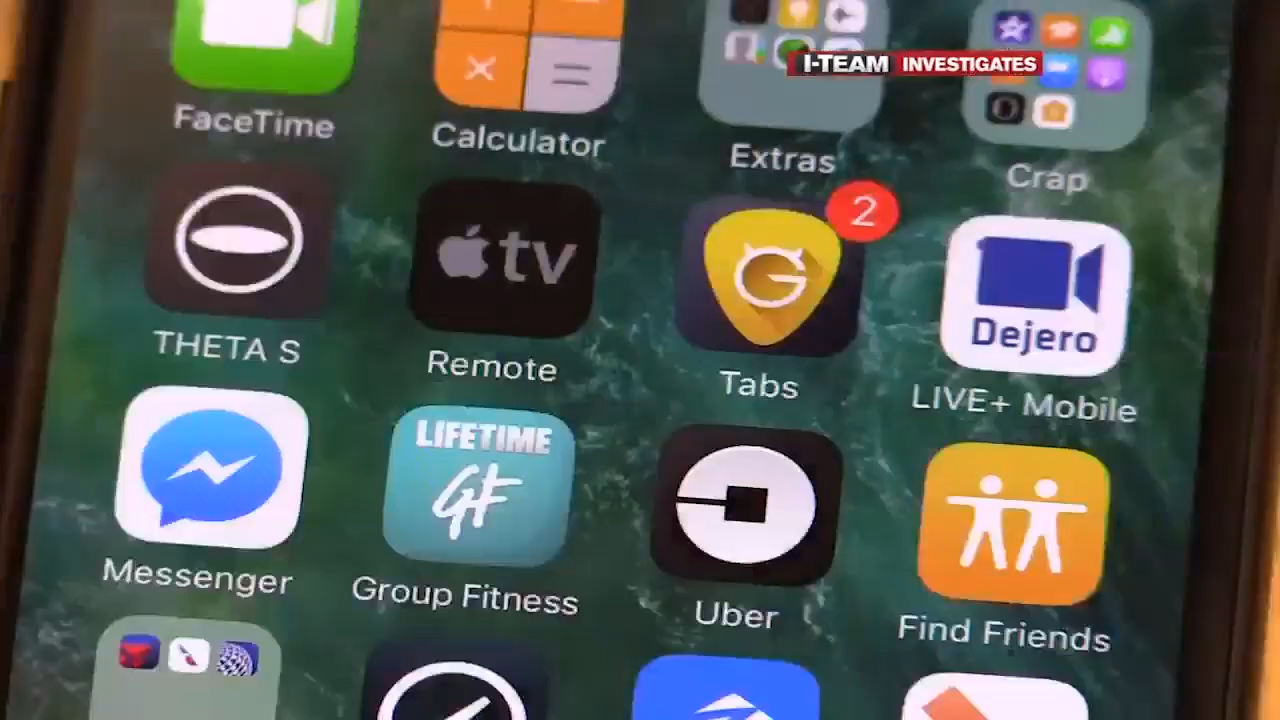 I-TEAM INVESTIGATES
FaceTime
Calculator
Extras
Crap
2
tv
Dejero
THETA S
Remote
Tabs
LIVE+ Mobile
LIFETIME
GF
Messenger
Group Fitness
Uber
Find Friends